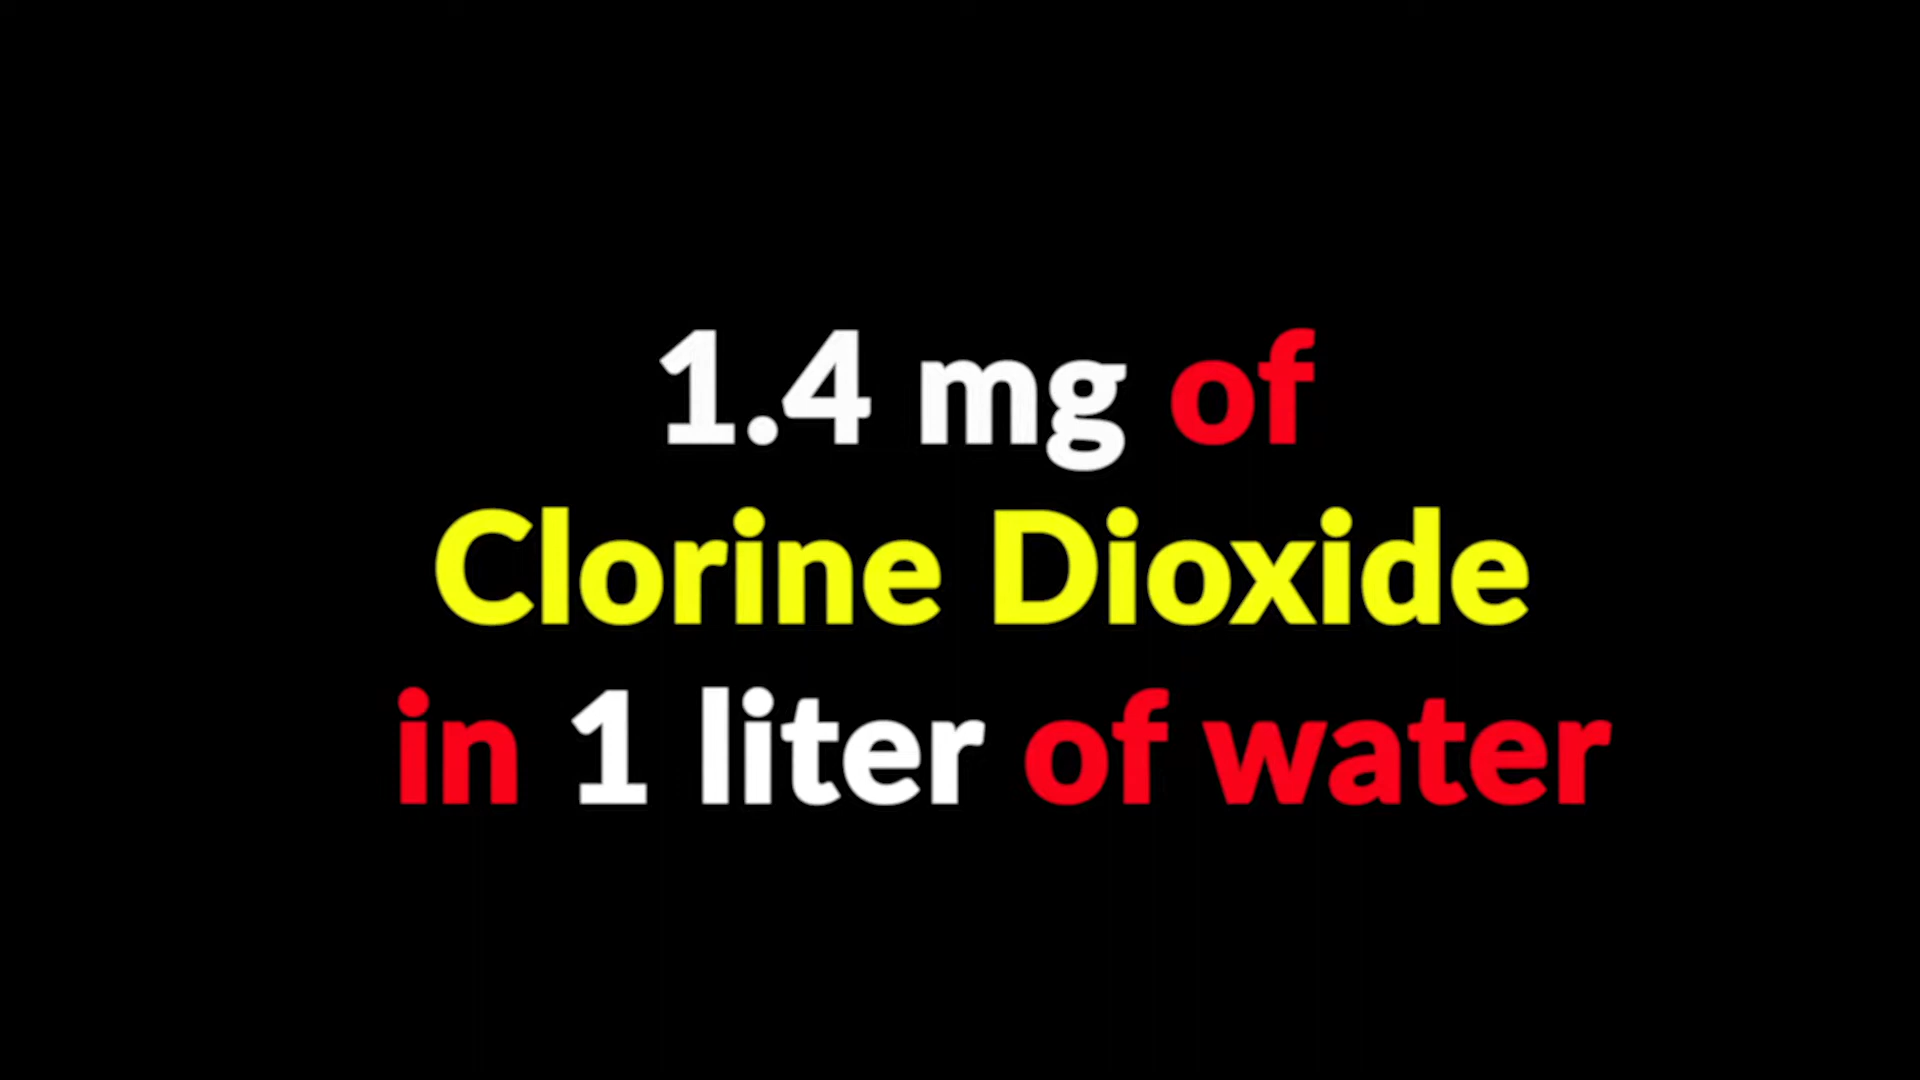 1.4 mg of
Clorine Dioxide
in 1 liter of water